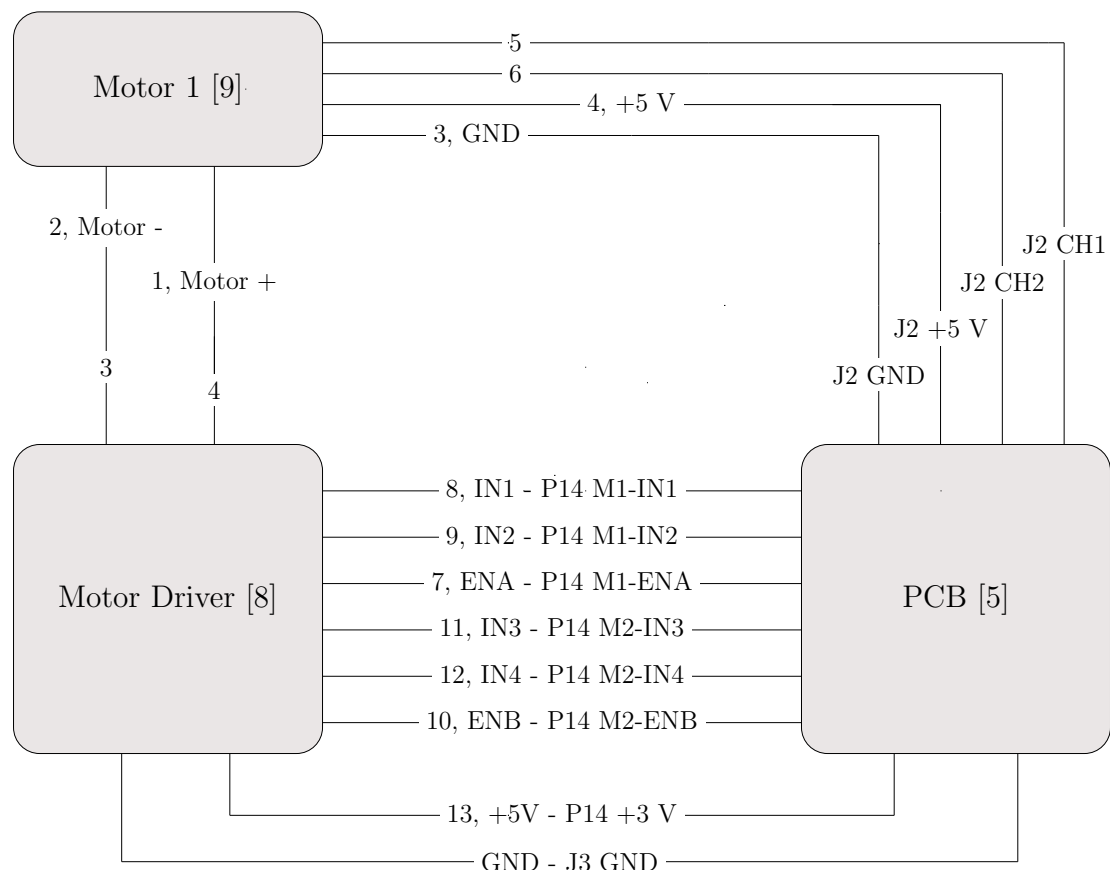 5
Motor 1 [9]
6
4, +5 V
3, GND
2, Motor -
J2 CH1
1, Motor +
J2 CH2
J2 +5 V
3
J2 GND
4
8, IN1 - P14 M1-IN1
9, IN2 - P14 M1-IN2
7, ENA - P14 M1-ENA
Motor Driver [8]
PCB [5]
11, IN3 - P14 M2-IN3
12, IN4 - P14 M2-IN4
10, ENB - P14 M2-ENB
13, +5V - P14 +3 V
GND - J3 GND